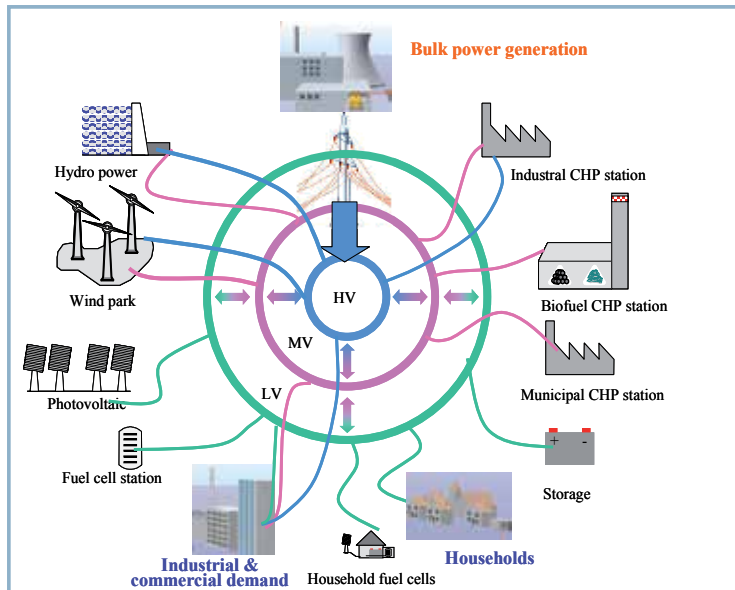 Bulk power generation
Hydro power
Industral CHP station
Wind park
HV
Biofuel CHP station
MV
Photovoltaic
LV
Municipal CHP station
Fuel cell station
+ -
Storage
Industrial &
commercial demand
Household fuel cells
Households